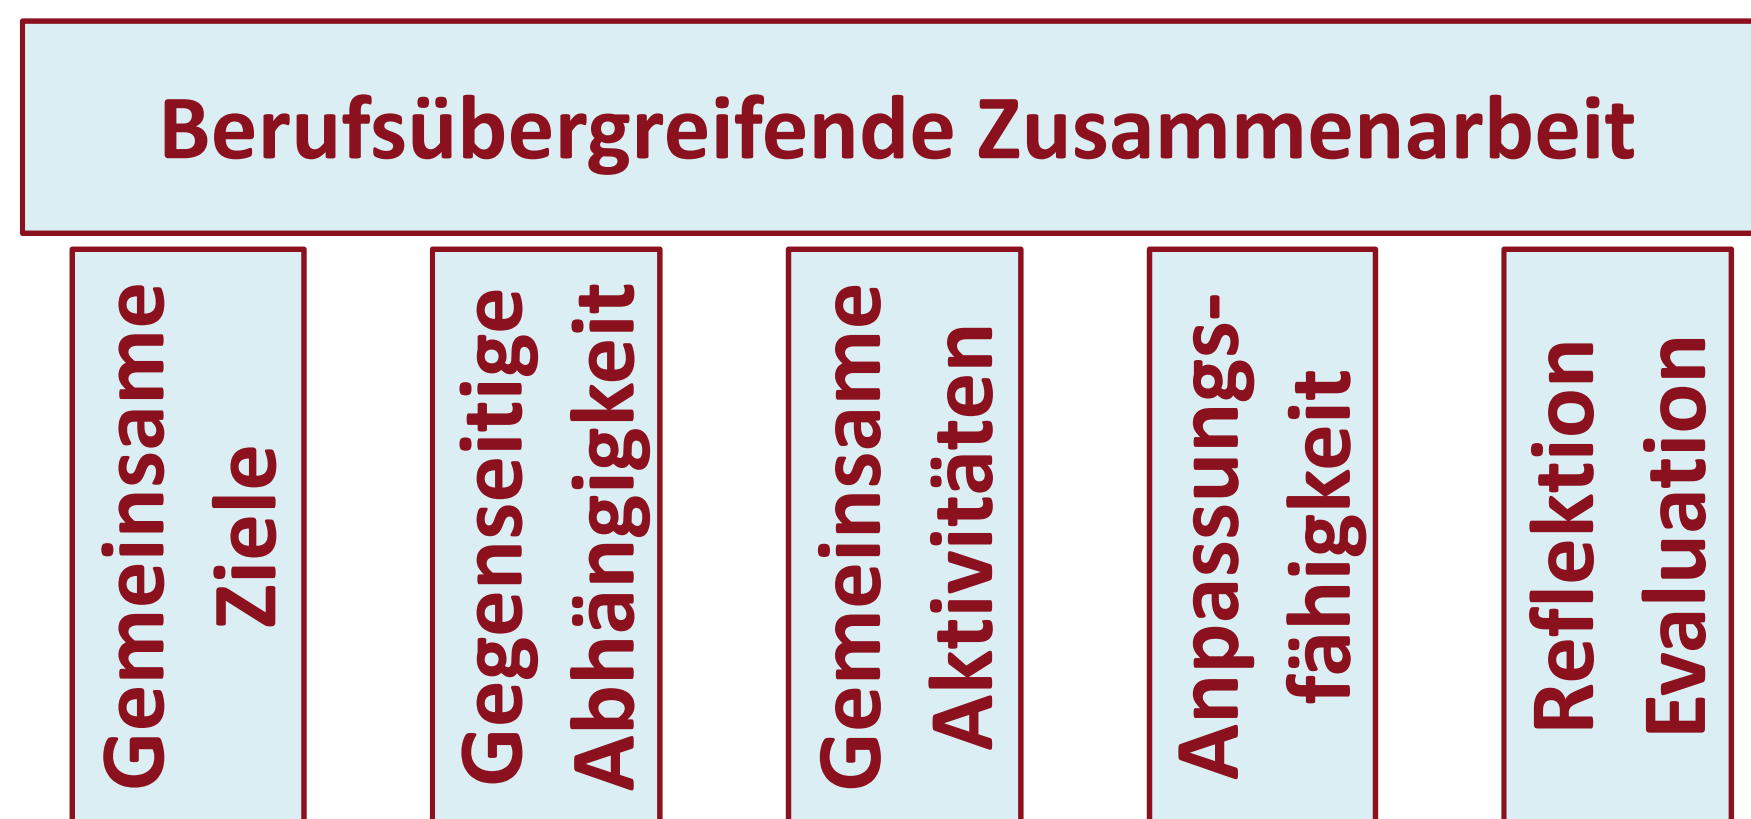 Berufsübergreifende Zusammenarbeit
Gemeinsame
Ziele
Gegenseitige
Abhängigkeit
Gemeinsame
Aktivitäten
Anpassungs-
fähigkeit
Reflektion
Evaluation